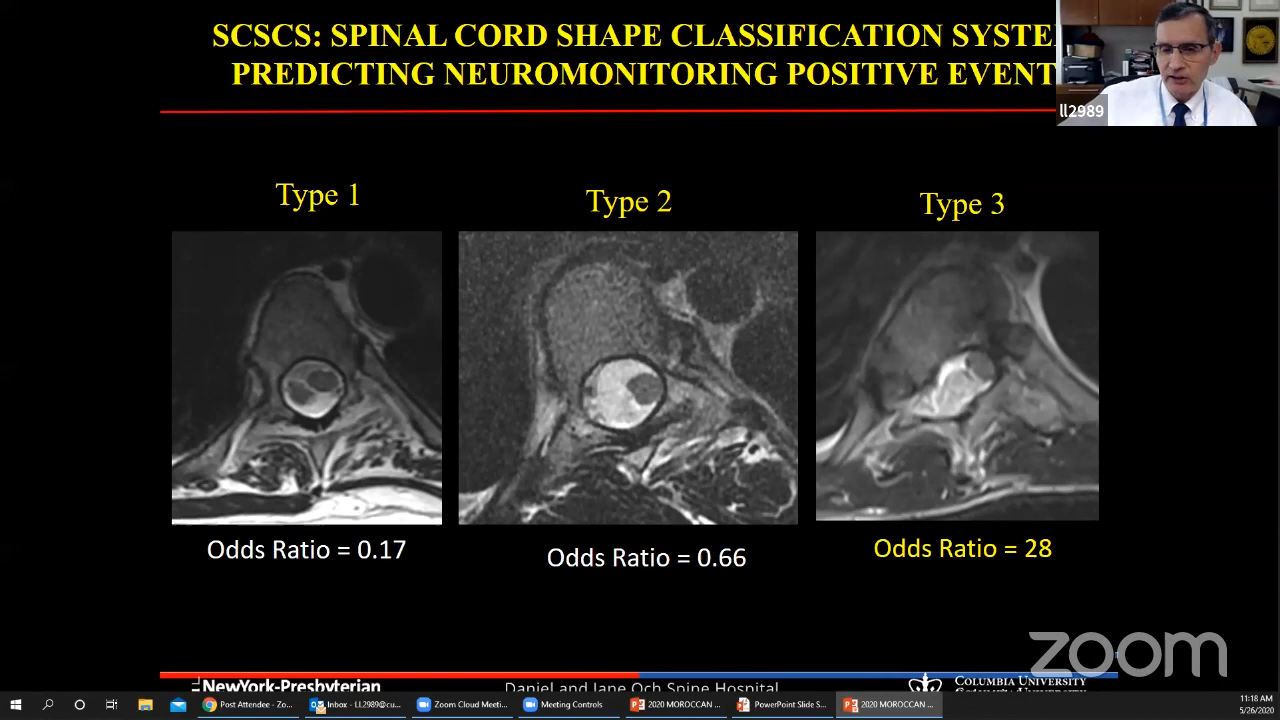 SCSCS: SPINAL CORD SHAPE CLASSIFICATION SYSTE
PREDICTING NEUROMONITORING POSITIVE EVENT
ll2989
Type 1
Type 2
Type 3
Odds Ratio = 0.17
Odds Ratio = 0.66
Odds Ratio = 28
zoom
NewYork-Presbyterian
Daniel and Jane Och Spine Hospital
COLUMBIA UNIVERSITY
Post Attendee - Zo...
Inbox - LL2989@cu...
Zoom Cloud Meeti...
Meeting Controls
2020 MOROCCAN ...
PowerPoint Slide S...
2020 MOROCCAN ...
11:18 AM
5/26/2020